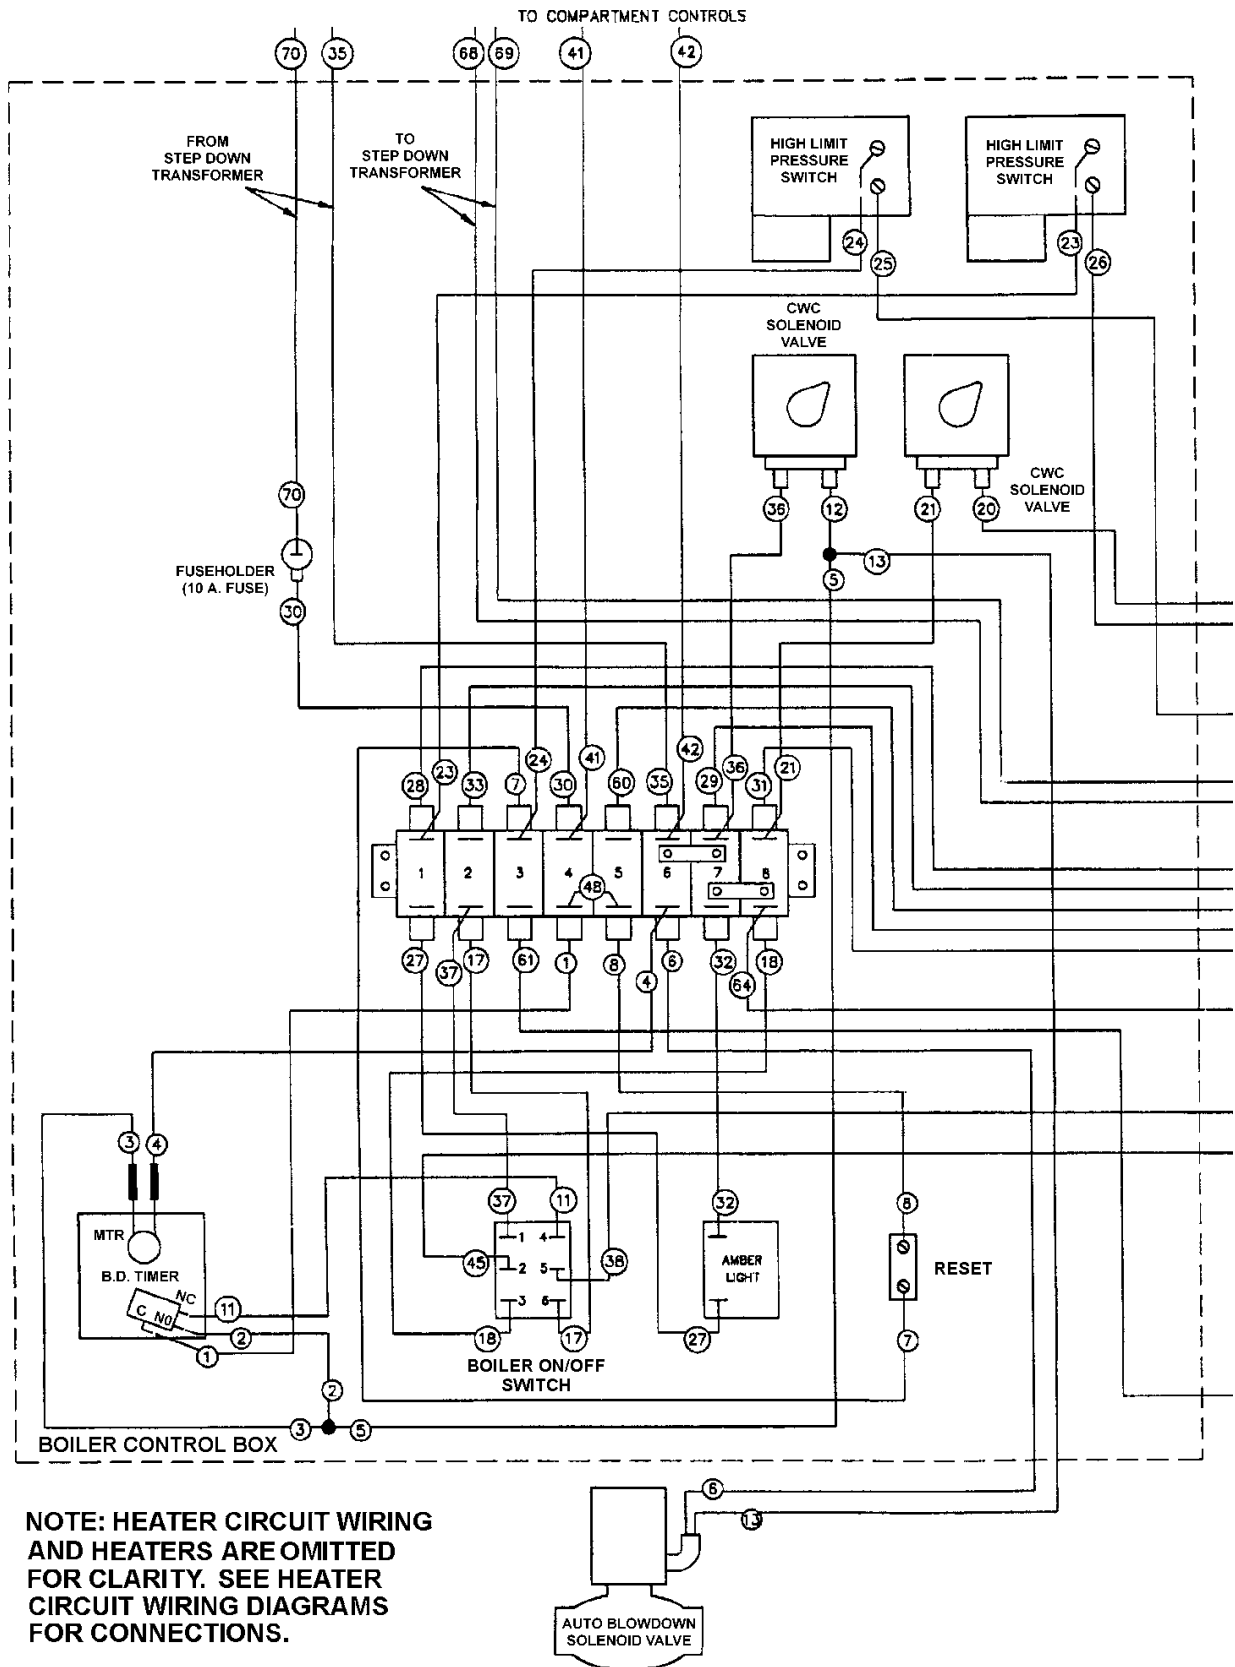 TO COMPARTMENT CONTROLS
70 35 68 69 41 42
FROM
STEP DOWN
TRANSFORMER
TO
STEP DOWN
TRANSFORMER
HIGH LIMIT
PRESSURE
SWITCH
HIGH LIMIT
PRESSURE
SWITCH
24 25 23 26
CWC
SOLENOID
VALVE
CWC
SOLENOID
VALVE
70
36 12 21 20
FUSEHOLDER
(10 A. FUSE)
13
5
30
28 23 33 7 24 30 41 60 35 42 29 36 31 21
1 2 3 4 5 6 7 8
48
27 37 17 61 1 8 4 6 32 64 18
3 4
37 11 32 8
MTR
B.D. TIMER
NC
C NO
11
2
1
1 4
45 2 5 38
3 6
18 17
BOILER ON/OFF
SWITCH
AMBER
LIGHT
27
RESET
7
2
3 5
BOILER CONTROL BOX
6
13
NOTE: HEATER CIRCUIT WIRING
AND HEATERS ARE OMITTED
FOR CLARITY. SEE HEATER
CIRCUIT WIRING DIAGRAMS
FOR CONNECTIONS.
AUTO BLOWDOWN
SOLENOID VALVE